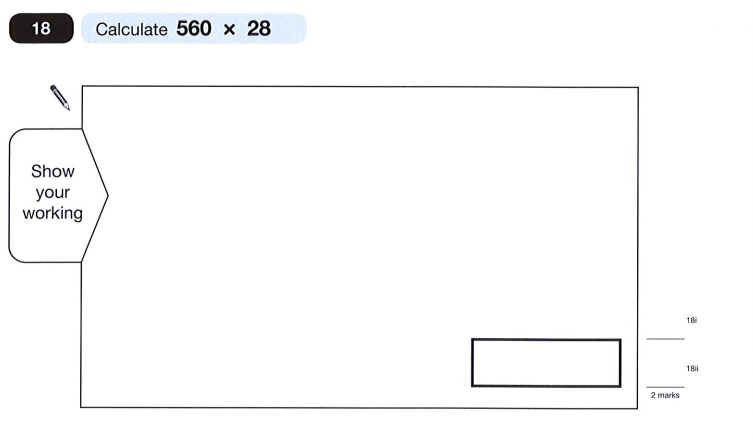 18 Calculate 560 × 28
Show
your
working
18i
18ii
2 marks